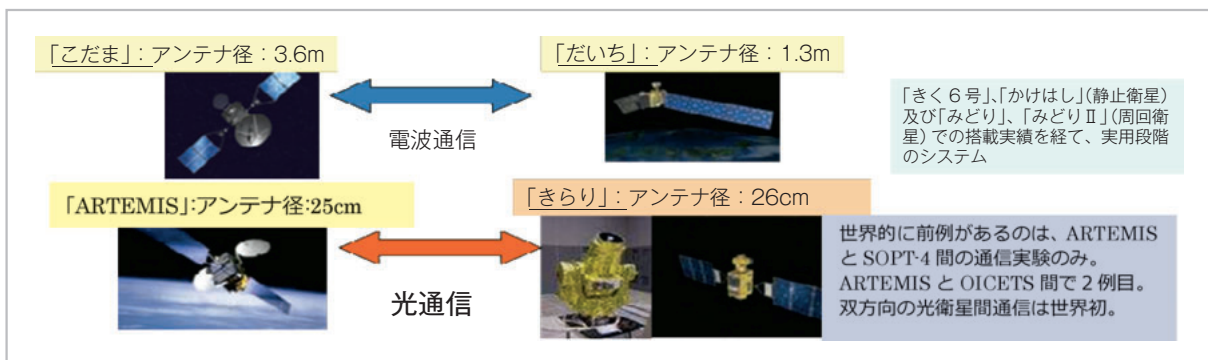 「こだま」：アンテナ径：3.6m
「だいち」：アンテナ径：1.3m
電波通信
「きく６号」、「かけはし」（静止衛星）
及び「みどり」、「みどりⅡ」（周回衛
星）での搭載実績を経て、実用段階
のシステム
「ARTEMIS」:アンテナ径:25cm
「きらり」：アンテナ径：26cm
光通信
世界的に前例があるのは、ARTEMIS
と SOPT-4 間の通信実験のみ。
ARTEMIS と OICETS 間で 2 例目。
双方向の光衛星間通信は世界初。